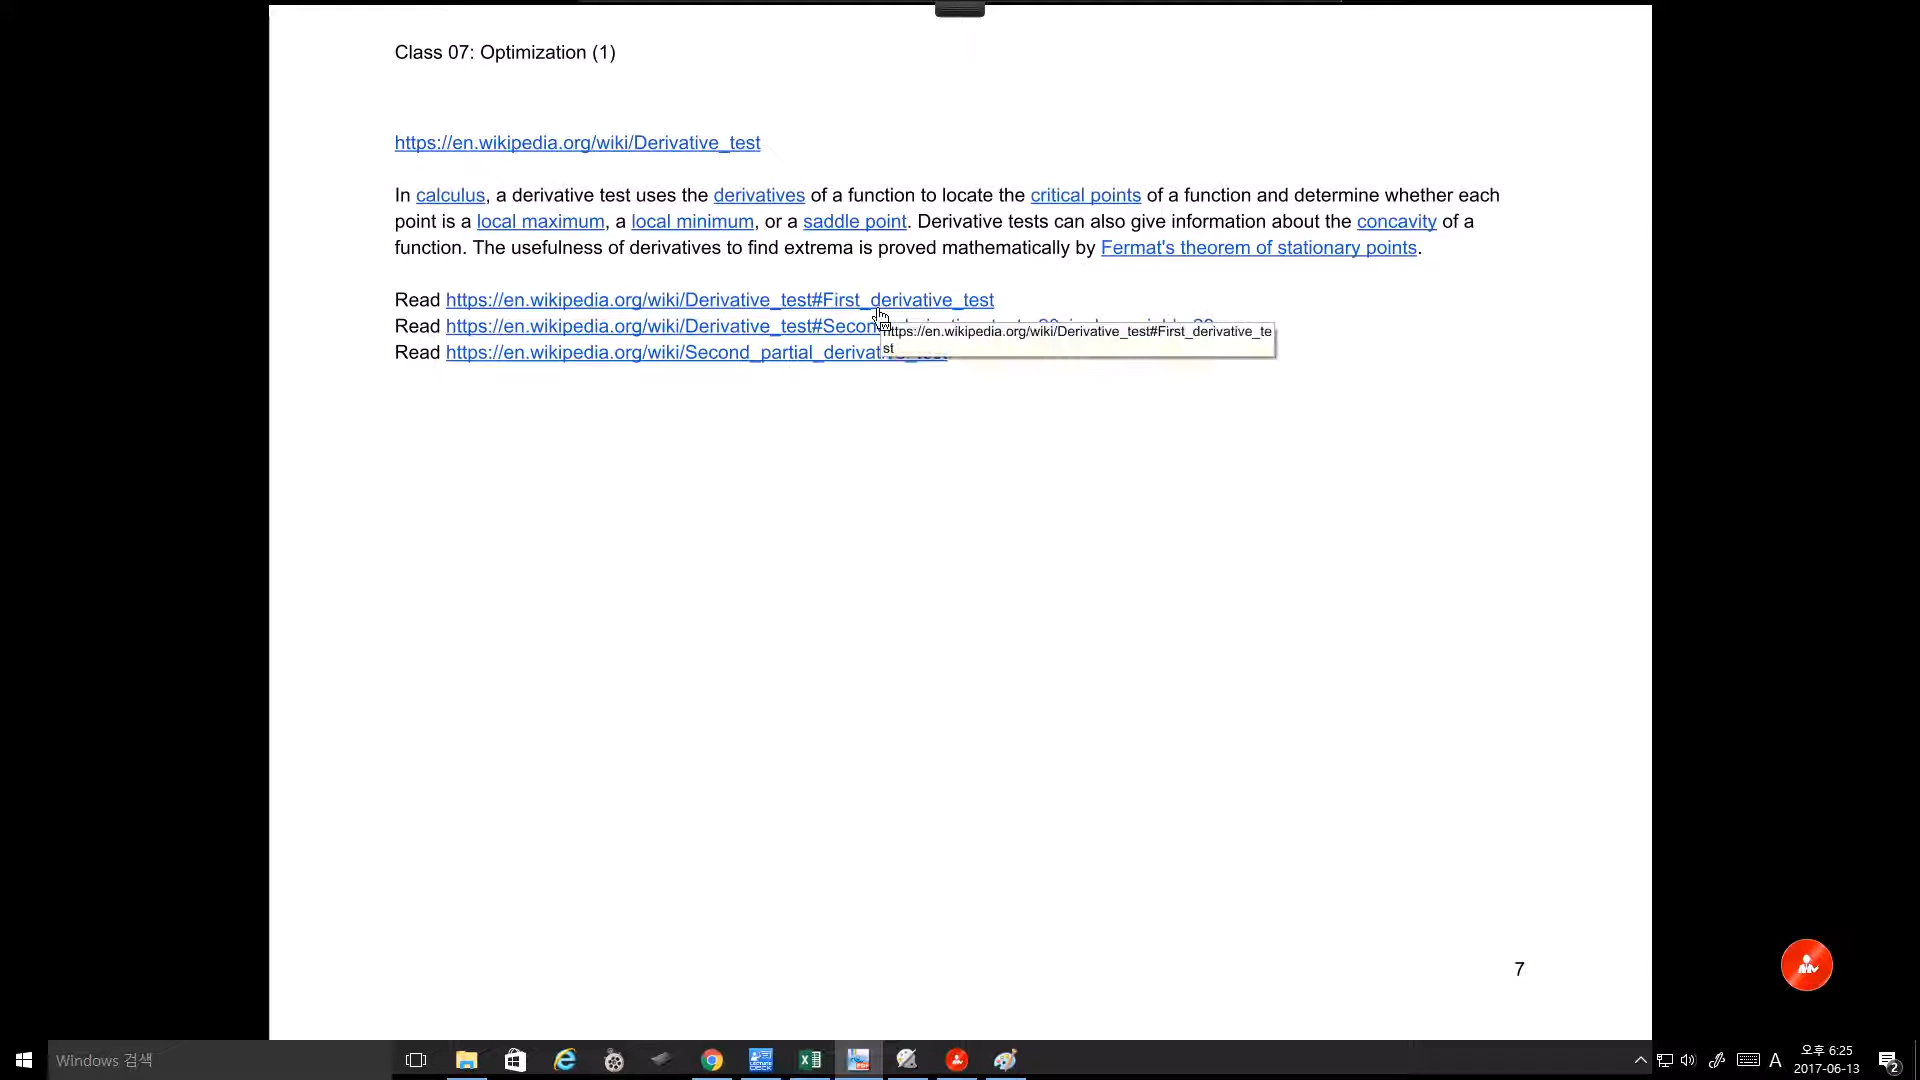 Class 07: Optimization (1)
https://en.wikipedia.org/wiki/Derivative_test
In calculus, a derivative test uses the derivatives of a function to locate the critical points of a function and determine whether each
point is a local maximum, a local minimum, or a saddle point. Derivative tests can also give information about the concavity of a
function. The usefulness of derivatives to find extrema is proved mathematically by Fermat's theorem of stationary points.
Read https://en.wikipedia.org/wiki/Derivative_test#First_derivative_test
Read https://en.wikipedia.org/wiki/Derivative_test#Secon
https://en.wikipedia.org/wiki/Derivative_test#First_derivative_te
st
Read https://en.wikipedia.org/wiki/Second_partial_derivative_test
7
Windows 검색
A
오후 6:25
2017-06-13
2